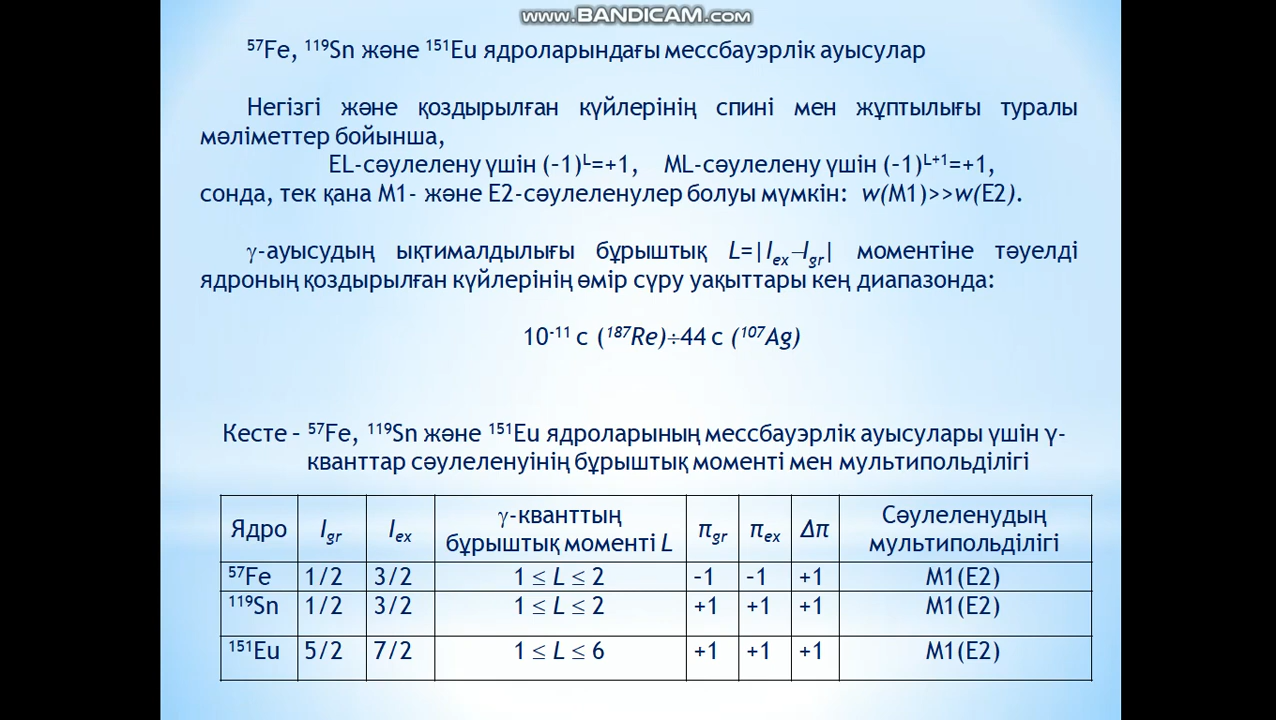 www.BANDICAM.com
⁵⁷Fe, ¹¹⁹Sn және ¹⁵¹Eu ядроларындағы мессбауэрлік ауысулар
Негізгі және қоздырылған күйлерінің спині мен жұптылығы туралы
мәліметтер бойынша,
EL-сәулелену үшін (–1)ᴸ=+1, ML-сәулелену үшін (–1)ᴸ⁺¹=+1,
сонда, тек қана M1- және E2-сәулеленулер болуы мүмкін: w(M1)>>w(E2).
γ-ауысудың ықтималдылығы бұрыштық L=|Iex–Igr| моментіне тәуелді
ядроның қоздырылған күйлерінің өмір сүру уақыттары кең диапазонда:
10⁻¹¹ с (¹⁸⁷Re)÷44 с (¹⁰⁷Ag)
Кесте – ⁵⁷Fe, ¹¹⁹Sn және ¹⁵¹Eu ядроларының мессбауэрлік ауысулары үшін γ-
кванттар сәулеленуінің бұрыштық моменті мен мультипольділігі
Ядро Igr Iex γ-кванттың бұрыштық моменті L πgr πex Δπ Сәулеленудың мультипольділігі
⁵⁷Fe 1/2 3/2 1 ≤ L ≤ 2 –1 –1 +1 M1(E2)
¹¹⁹Sn 1/2 3/2 1 ≤ L ≤ 2 +1 +1 +1 M1(E2)
¹⁵¹Eu 5/2 7/2 1 ≤ L ≤ 6 +1 +1 +1 M1(E2)